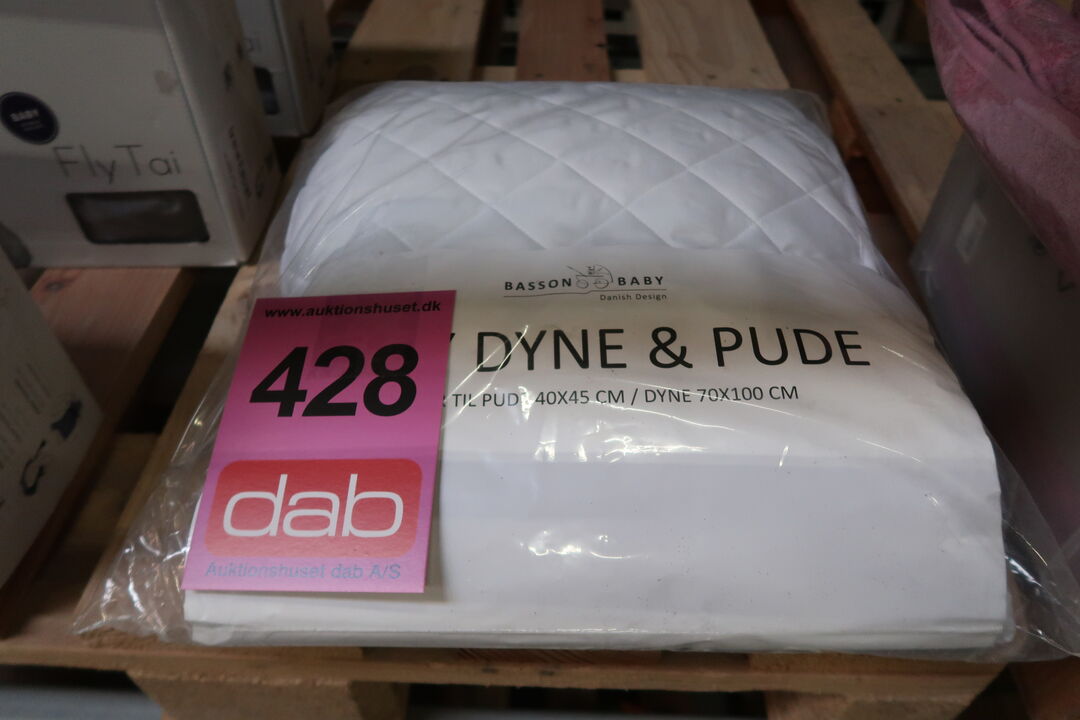 BABY
FlyTai
BASSON BABY
Danish Design
www.auktionshuset.dk
428
dab
Auktionshuset dab A/S
DYNE & PUDE
TIL PUDE 40X45 CM / DYNE 70X100 CM